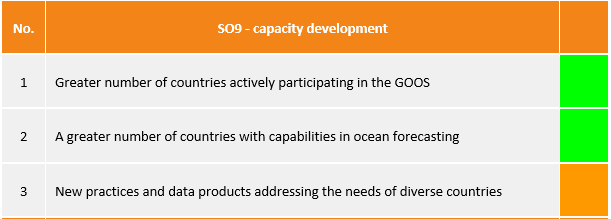 No. SO9 - capacity development
1 Greater number of countries actively participating in the GOOS
2 A greater number of countries with capabilities in ocean forecasting
3 New practices and data products addressing the needs of diverse countries